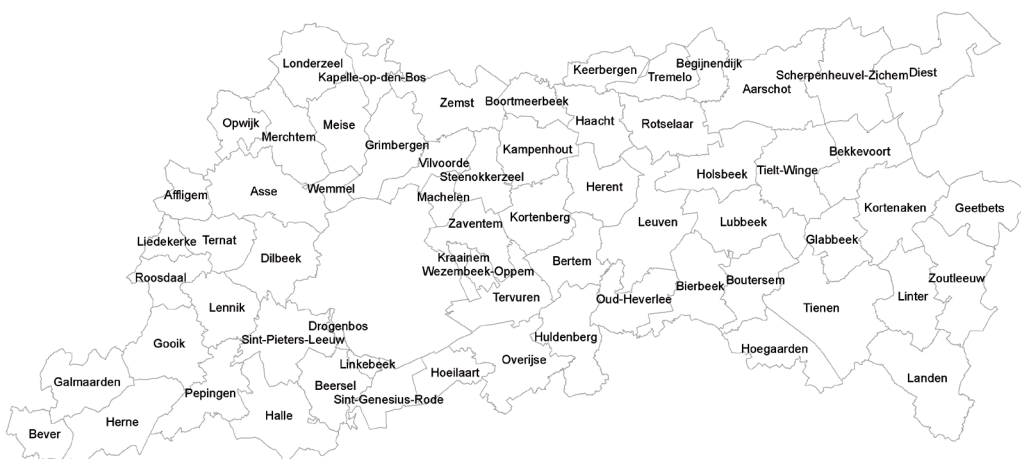 Londerzeel
Kapelle-op-den-Bos
Keerbergen
Begijnendijk
Tremelo
Scherpenheuvel-Zichem
Diest
Aarschot
Zemst
Boortmeerbeek
Haacht
Rotselaar
Opwijk
Merchtem
Meise
Grimbergen
Kampenhout
Bekkevoort
Vilvoorde
Steenokkerzeel
Holsbeek
Tielt-Winge
Affligem
Asse
Wemmel
Machelen
Herent
Kortenaken
Geetbets
Zaventem
Kortenberg
Leuven
Lubbeek
Glabbeek
Liedekerke
Ternat
Dilbeek
Kraainem
Wezembeek-Oppem
Bertem
Roosdaal
Bierbeek
Boutersem
Zoutleeuw
Tervuren
Oud-Heverlee
Linter
Lennik
Tienen
Drogenbos
Sint-Pieters-Leeuw
Huldenberg
Gooik
Hoegaarden
Linkebeek
Overijse
Hoeilaart
Galmaarden
Pepingen
Beersel
Sint-Genesius-Rode
Landen
Halle
Herne
Bever